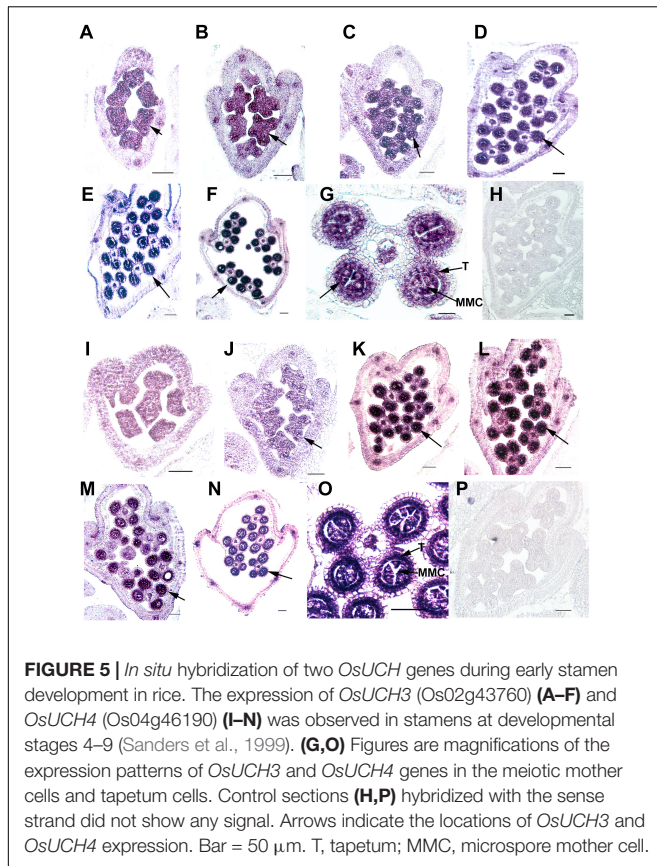 A
B
C
D
E
F
G
H
T
MMC
I
J
K
L
M
N
O
P
T
MMC
FIGURE 5 | In situ hybridization of two OsUCH genes during early stamen
development in rice. The expression of OsUCH3 (Os02g43760) (A–F) and
OsUCH4 (Os04g46190) (I–N) was observed in stamens at developmental
stages 4–9 (Sanders et al., 1999). (G,O) Figures are magnifications of the
expression patterns of OsUCH3 and OsUCH4 genes in the meiotic mother
cells and tapetum cells. Control sections (H,P) hybridized with the sense
strand did not show any signal. Arrows indicate the locations of OsUCH3 and
OsUCH4 expression. Bar = 50 μm. T, tapetum; MMC, microspore mother cell.